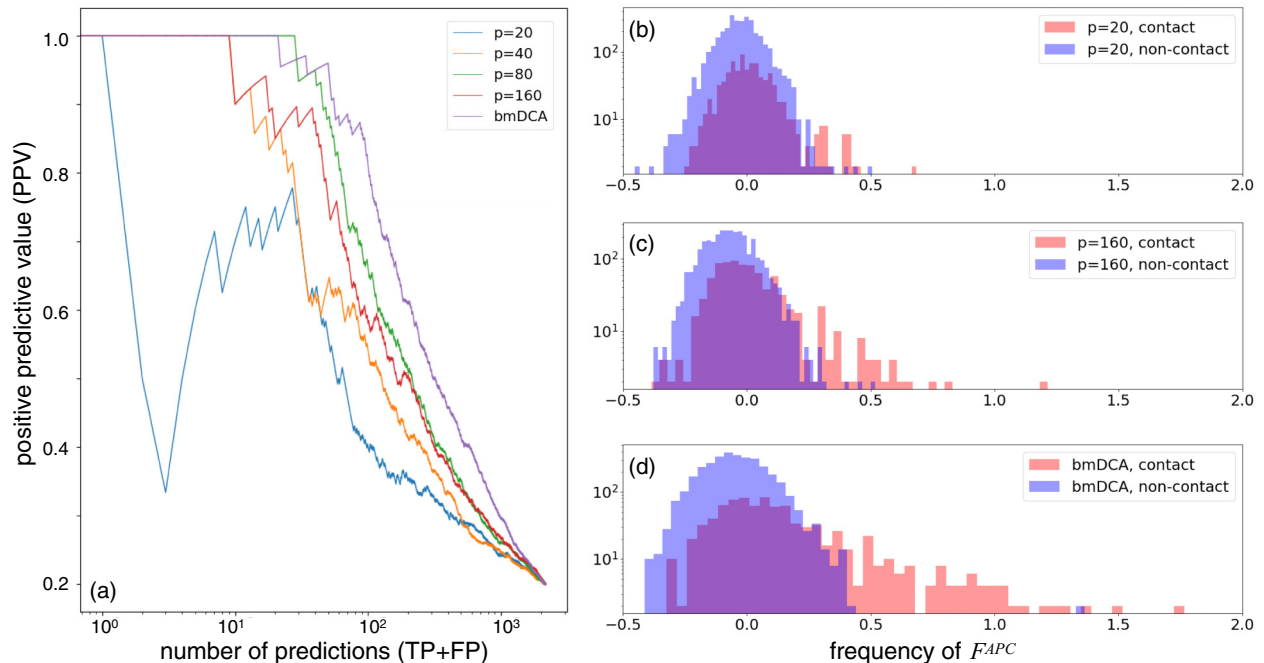 positive predictive value (PPV)
1.0
0.8
0.6
0.4
0.2
p=20
p=40
p=80
p=160
bmDCA
(a)
10⁰
10¹
10²
10³
number of predictions (TP+FP)
(b)
p=20, contact
p=20, non-contact
10²
10¹
−0.5 0.0 0.5 1.0 1.5 2.0
(c)
p=160, contact
p=160, non-contact
10²
10¹
−0.5 0.0 0.5 1.0 1.5 2.0
(d)
bmDCA, contact
bmDCA, non-contact
10²
10¹
−0.5 0.0 0.5 1.0 1.5 2.0
frequency of F^APC